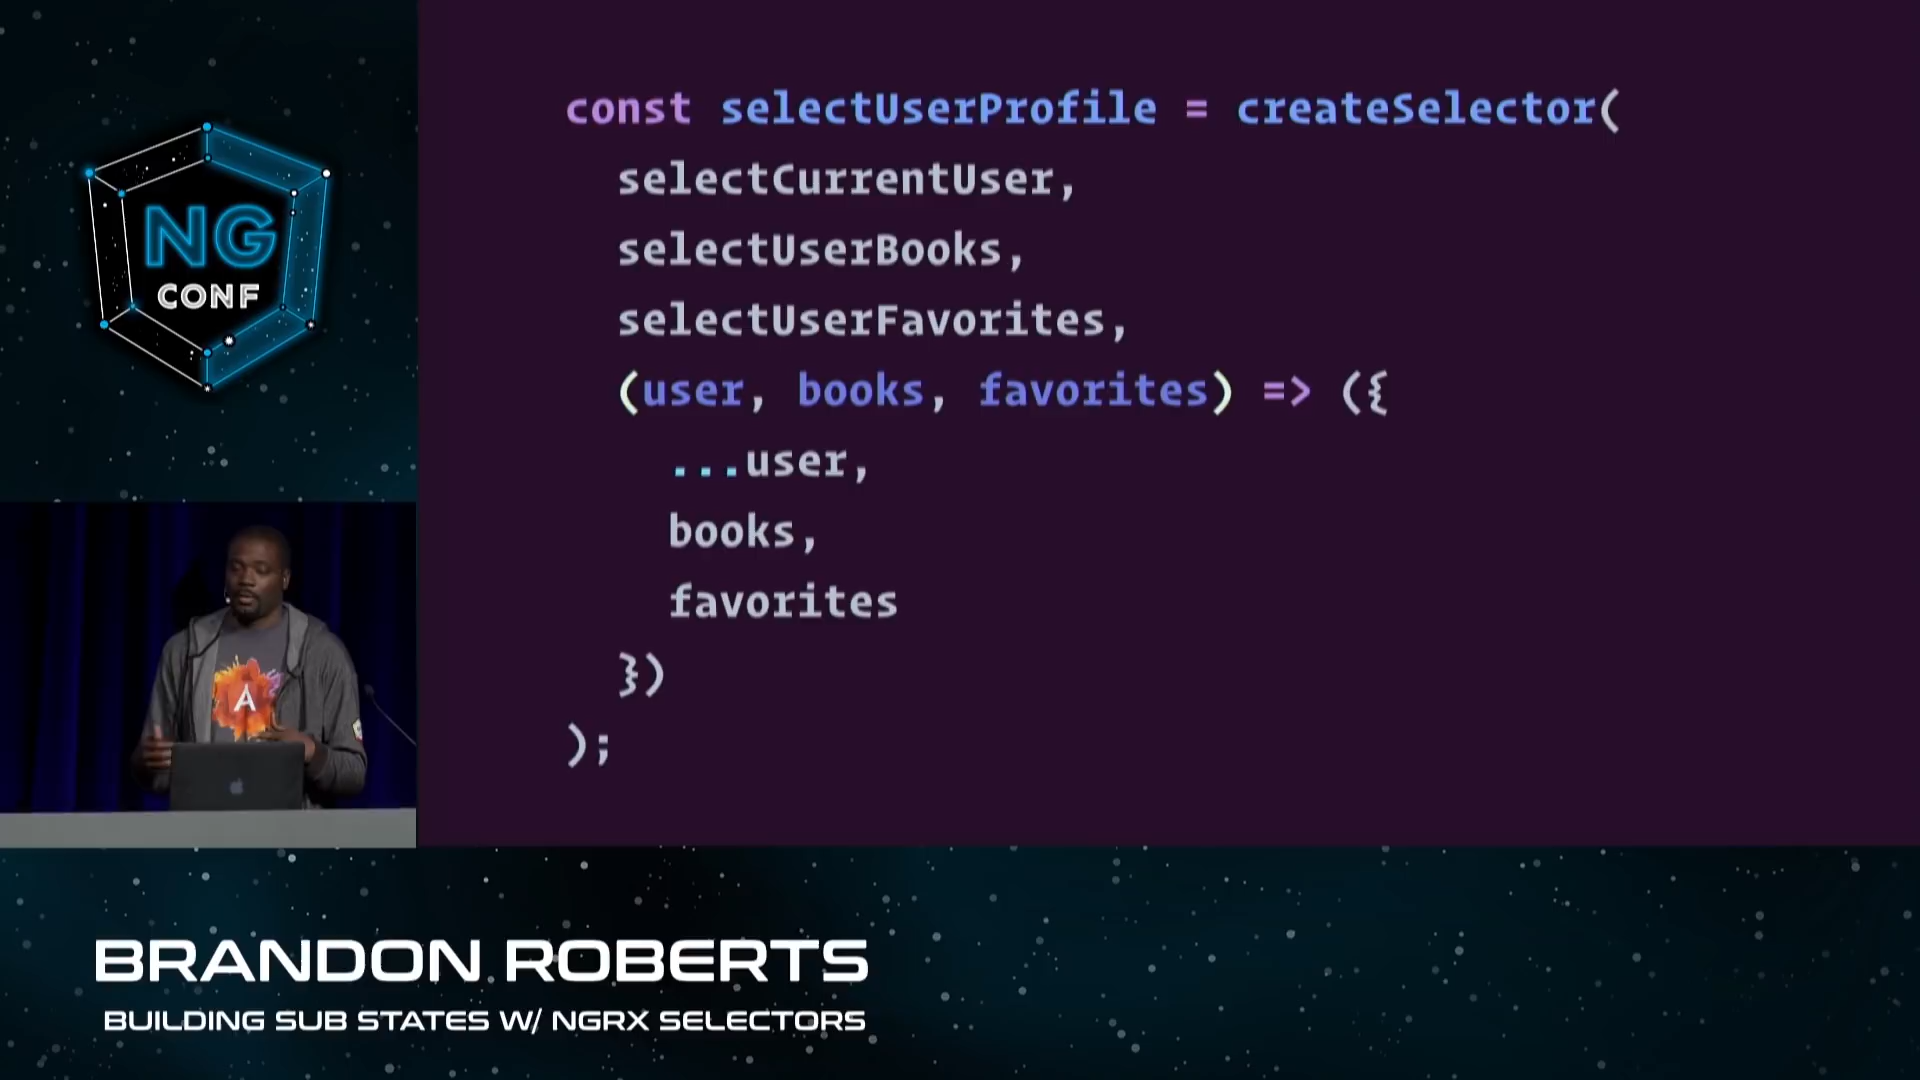 NG
CONF
const selectUserProfile = createSelector(
  selectCurrentUser,
  selectUserBooks,
  selectUserFavorites,
  (user, books, favorites) => ({
    ...user,
    books,
    favorites
  })
);
A
BRANDON ROBERTS
BUILDING SUB STATES W/ NGRX SELECTORS